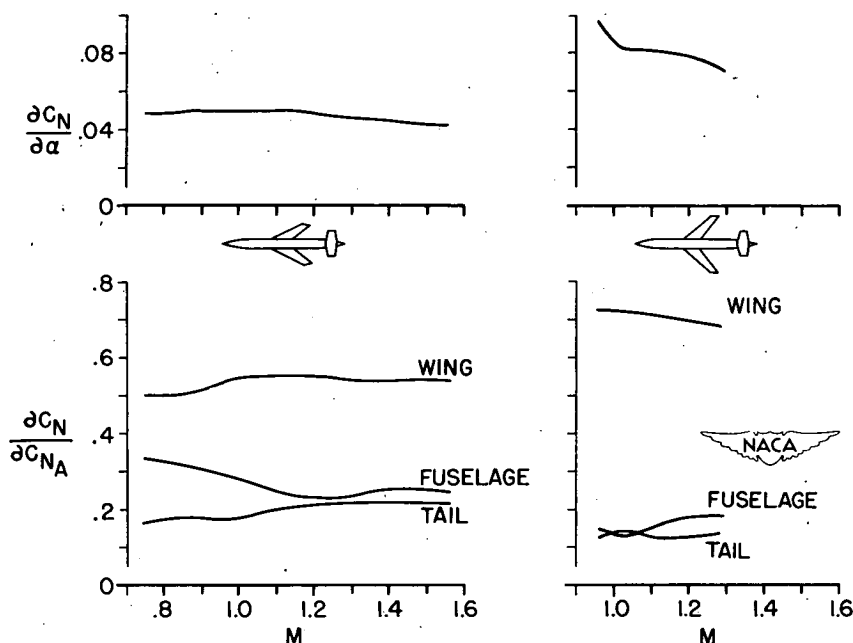 .08
∂C_N
∂α
.04
0
.8
WING
WING
.6
∂C_N
∂C_N_A
.4
NACA
FUSELAGE
TAIL
.2
FUSELAGE
TAIL
0
.8 1.0 1.2 1.4 1.6
M
1.0 1.2 1.4 1.6
M